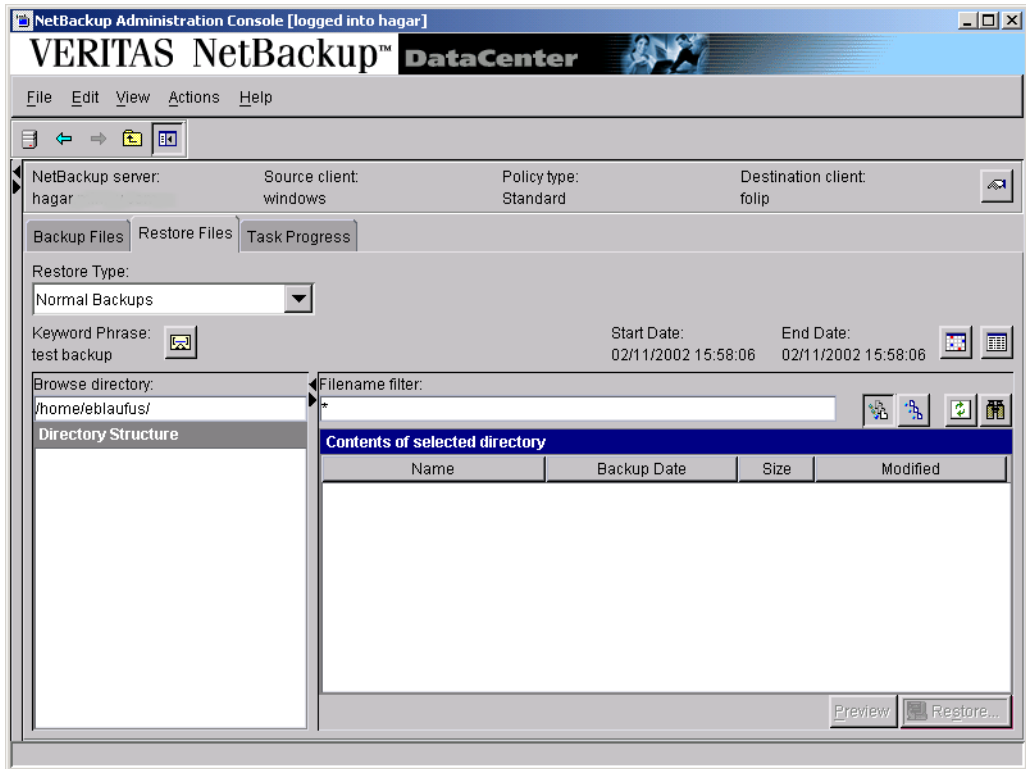 NetBackup Administration Console [logged into hagar]
VERITAS NetBackup™ DataCenter
File Edit View Actions Help
NetBackup server: Source client: Policy type: Destination client:
hagar windows Standard folip
Backup Files Restore Files Task Progress
Restore Type:
Normal Backups
Keyword Phrase: Start Date: End Date:
test backup 02/11/2002 15:58:06 02/11/2002 15:58:06
Browse directory: Filename filter:
/home/eblaufus/ *
Directory Structure Contents of selected directory
Name Backup Date Size Modified
Preview Restore...